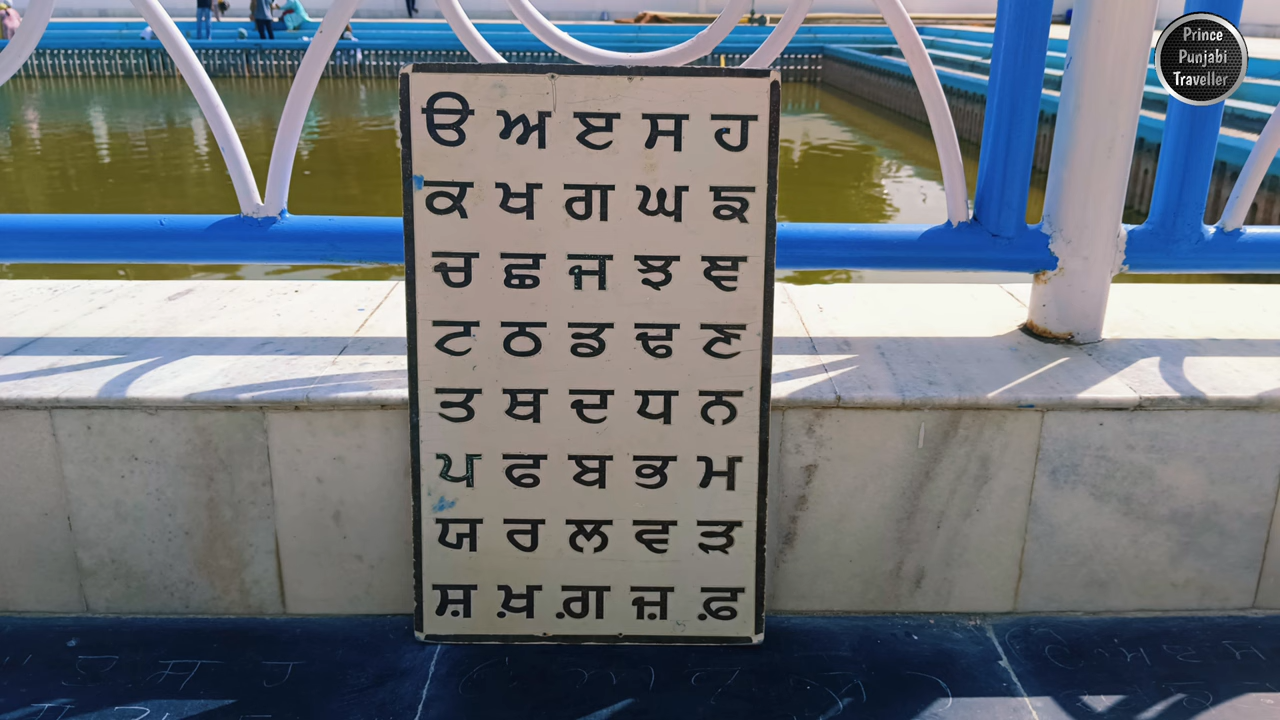 Prince
Punjabi
Traveller
ੳ ਅ ੲ ਸ ਹ
ਕ ਖ ਗ ਘ ਙ
ਚ ਛ ਜ ਝ ਞ
ਟ ਠ ਡ ਢ ਣ
ਤ ਥ ਦ ਧ ਨ
ਪ ਫ ਬ ਭ ਮ
ਯ ਰ ਲ ਵ ੜ
ਸ਼ ਖ਼ ਗ਼ ਜ਼ ਫ਼